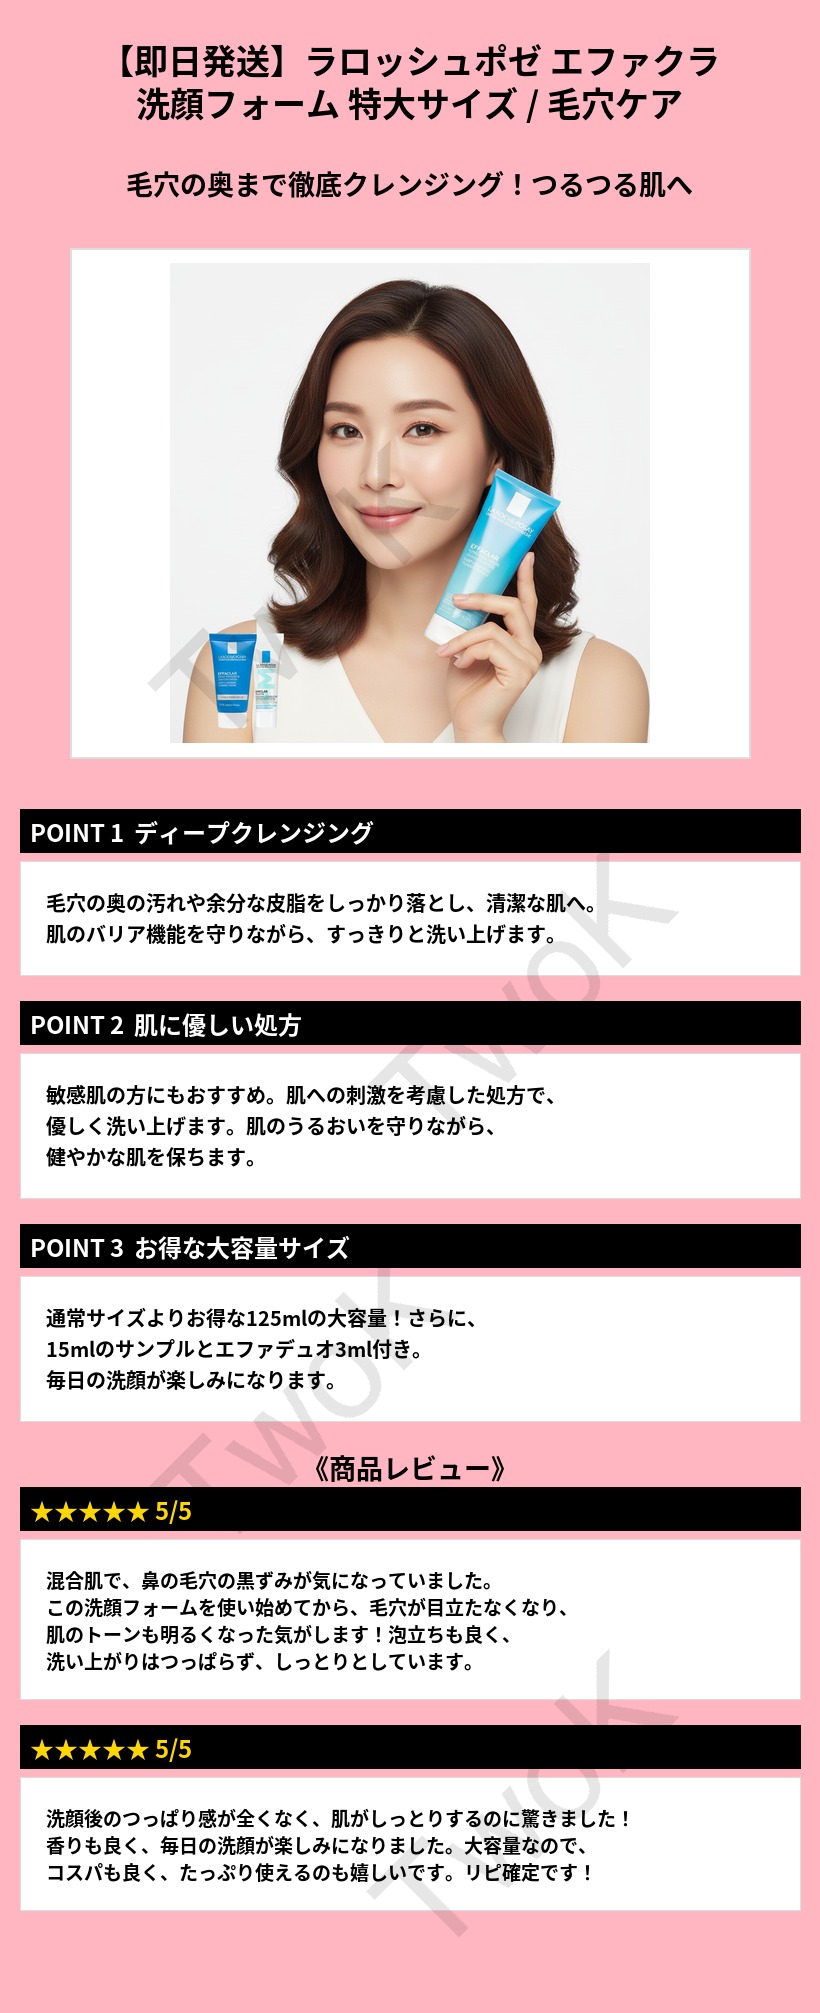 【即日発送】ラロッシュポゼ エファクラ
洗顔フォーム 特大サイズ / 毛穴ケア
毛穴の奥まで徹底クレンジング！つるつる肌へ
LA ROCHE-POSAY
EFFACLAR
LA ROCHE-POSAY
EFFACLAR
M
TwoK
POINT 1 ディープクレンジング
毛穴の奥の汚れや余分な皮脂をしっかり落とし、清潔な肌へ。
肌のバリア機能を守りながら、すっきりと洗い上げます。
TwoK
POINT 2 肌に優しい処方
敏感肌の方にもおすすめ。肌への刺激を考慮した処方で、
優しく洗い上げます。肌のうるおいを守りながら、
健やかな肌を保ちます。
POINT 3 お得な大容量サイズ
通常サイズよりお得な125mlの大容量！さらに、
15mlのサンプルとエファデュオ3ml付き。
毎日の洗顔が楽しみになります。
TwoK
《商品レビュー》
★★★★★ 5/5
混合肌で、鼻の毛穴の黒ずみが気になっていました。
この洗顔フォームを使い始めてから、毛穴が目立たなくなり、
肌のトーンも明るくなった気がします！泡立ちも良く、
洗い上がりはつっぱらず、しっとりとしています。
★★★★★ 5/5
洗顔後のつっぱり感が全くなく、肌がしっとりするのに驚きました！
香りも良く、毎日の洗顔が楽しみになりました。大容量なので、
コスパも良く、たっぷり使えるのも嬉しいです。リピ確定です！
TwoK